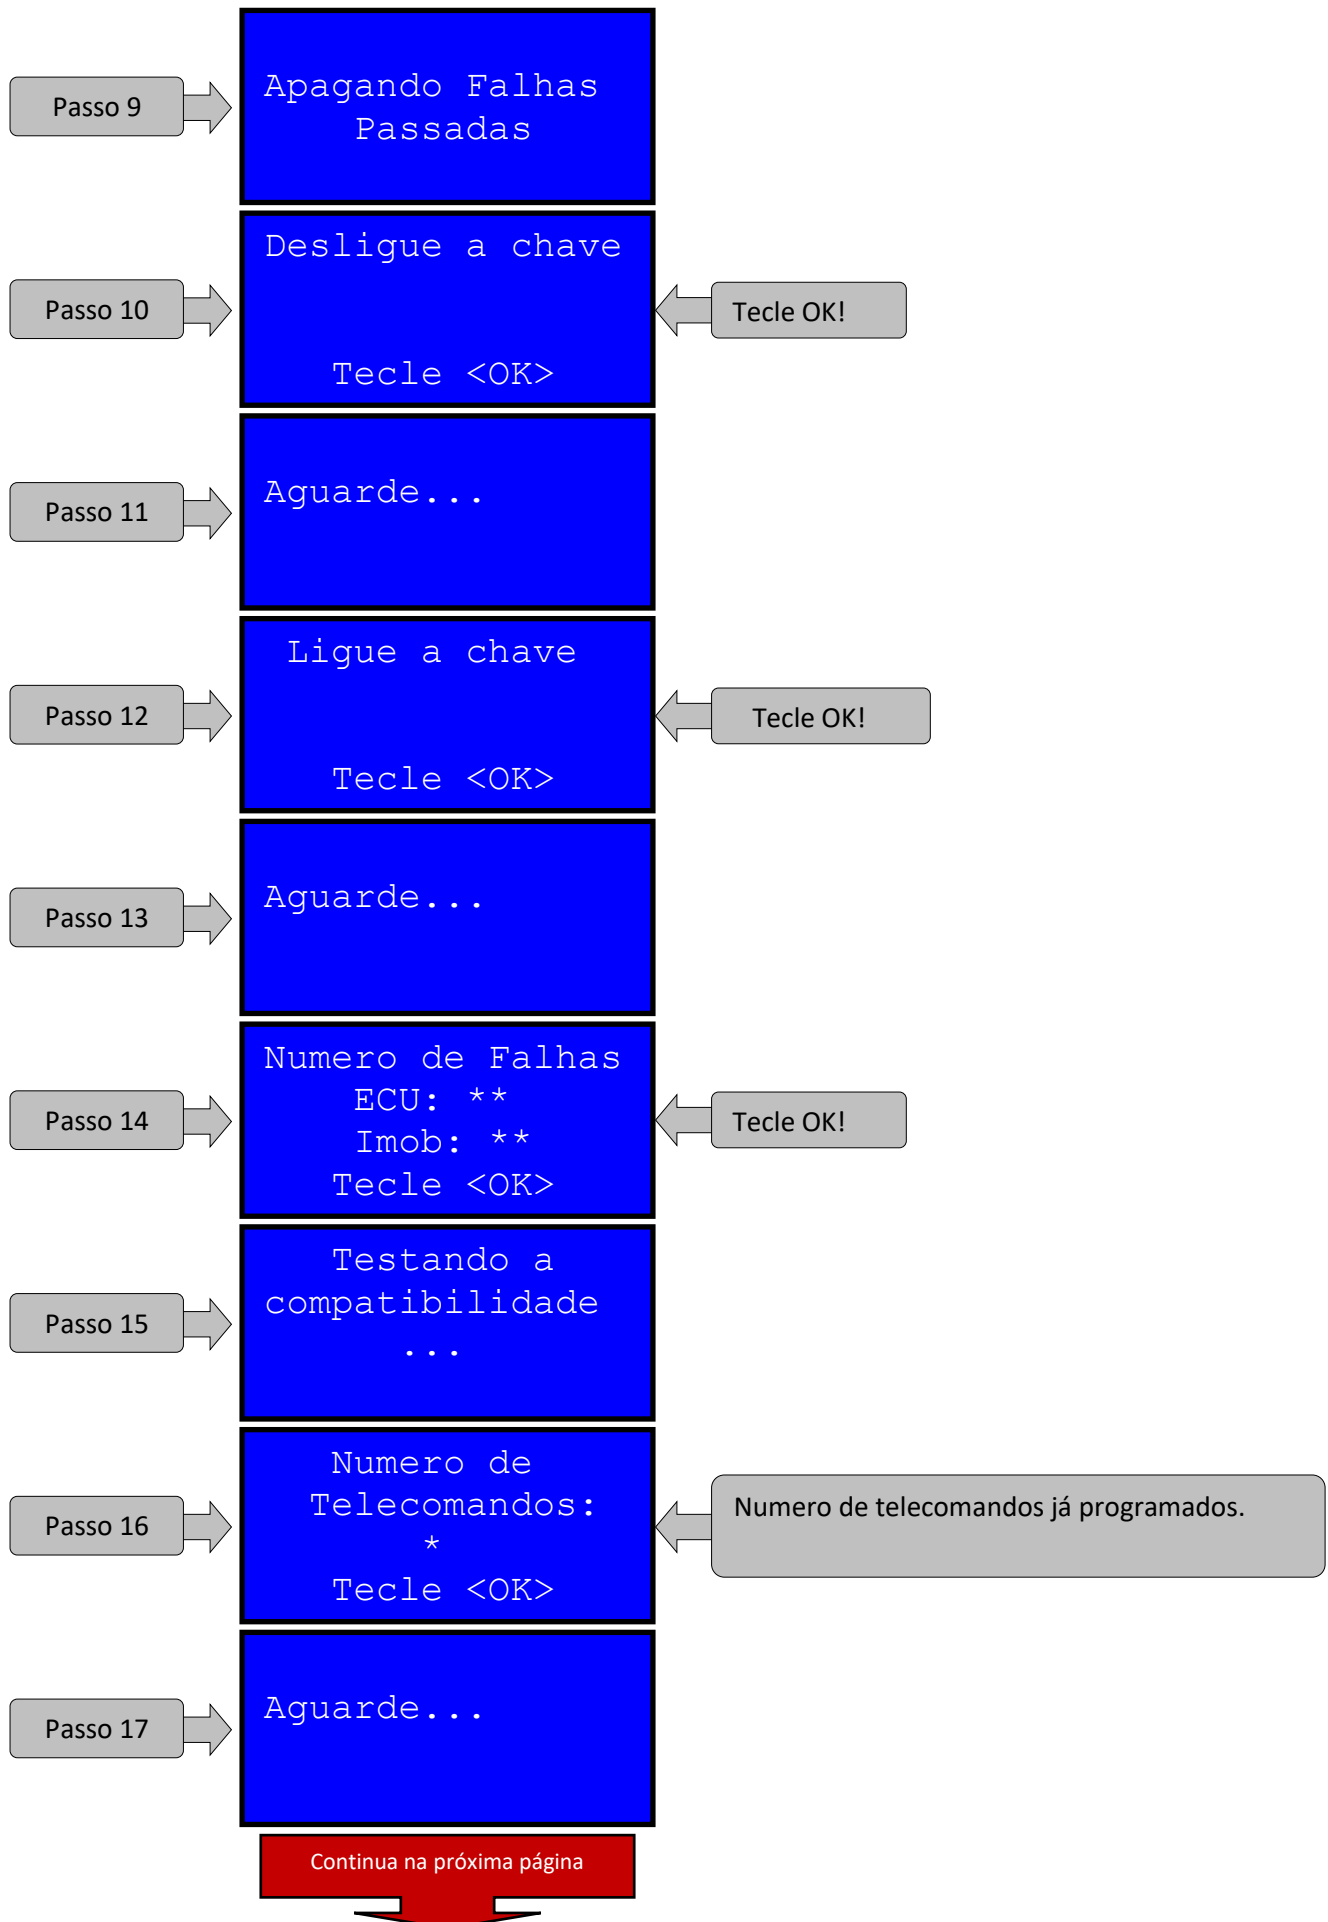 Passo 9
Apagando Falhas
Passadas
Passo 10
Desligue a chave
Tecle <OK>
Tecle OK!
Passo 11
Aguarde...
Passo 12
Ligue a chave
Tecle <OK>
Tecle OK!
Passo 13
Aguarde...
Passo 14
Numero de Falhas
ECU: **
Imob: **
Tecle <OK>
Tecle OK!
Passo 15
Testando a
compatibilidade
...
Passo 16
Numero de
Telecomandos:
*
Tecle <OK>
Numero de telecomandos já programados.
Passo 17
Aguarde...
Continua na próxima página